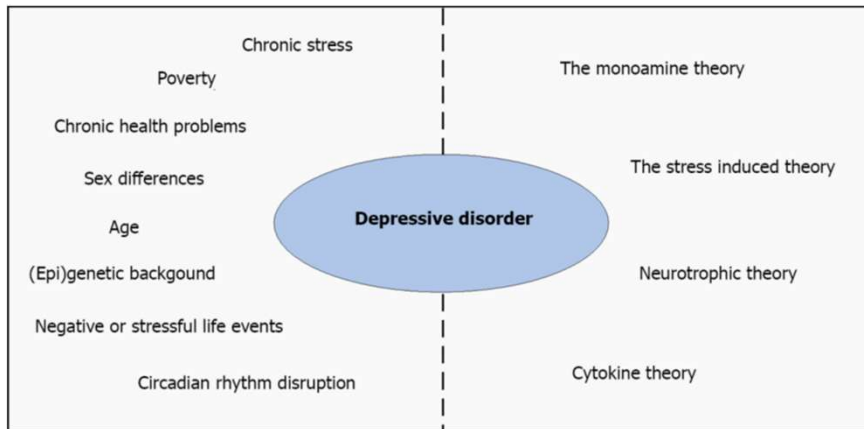 Chronic stress
Poverty
Chronic health problems
Sex differences
Age
(Epi)genetic backgound
Negative or stressful life events
Circadian rhythm disruption
Depressive disorder
The monoamine theory
The stress induced theory
Neurotrophic theory
Cytokine theory